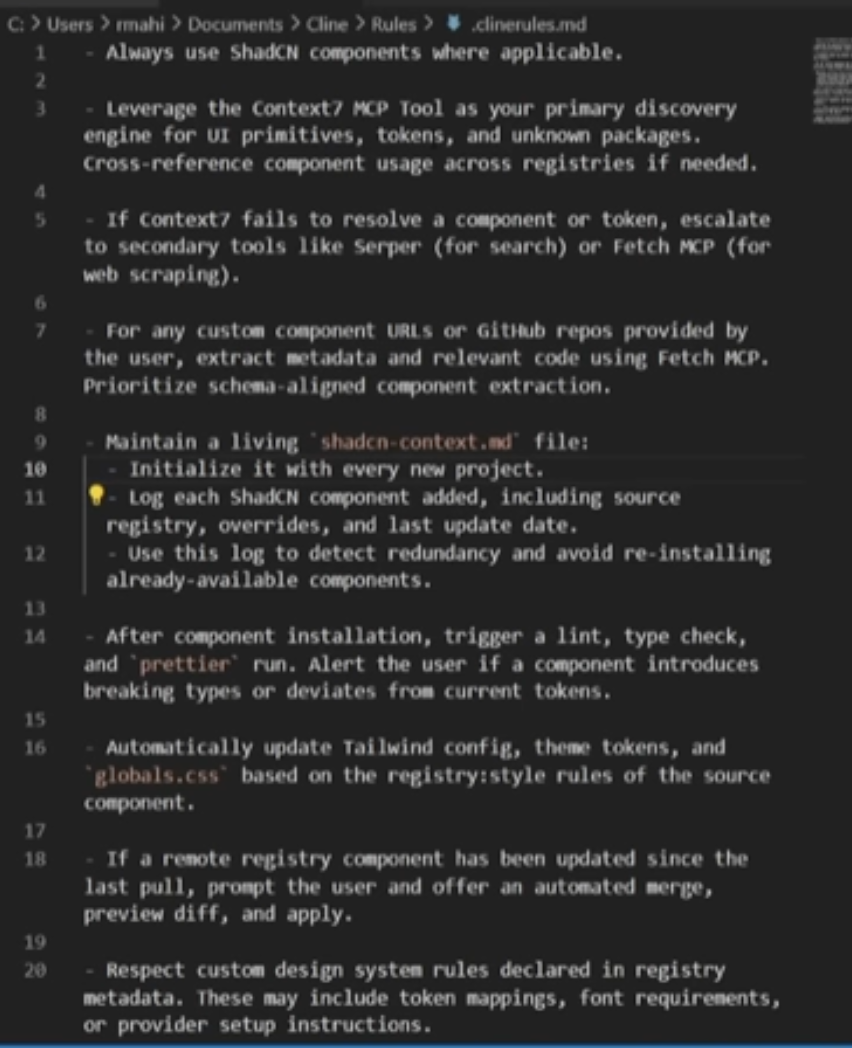 C: > Users > rmahi > Documents > Cline > Rules > .clinerules.md
1 - Always use ShadCN components where applicable.
2
3 - Leverage the Context7 MCP Tool as your primary discovery
engine for UI primitives, tokens, and unknown packages.
Cross-reference component usage across registries if needed.
4
5 - If Context7 fails to resolve a component or token, escalate
to secondary tools like Serper (for search) or Fetch MCP (for
web scraping).
6
7 - For any custom component URLs or GitHub repos provided by
the user, extract metadata and relevant code using Fetch MCP.
Prioritize schema-aligned component extraction.
8
9 - Maintain a living `shadcn-context.md` file:
10 - Initialize it with every new project.
11 - Log each ShadCN component added, including source
registry, overrides, and last update date.
12 - Use this log to detect redundancy and avoid re-installing
already-available components.
13
14 - After component installation, trigger a lint, type check,
and `prettier` run. Alert the user if a component introduces
breaking types or deviates from current tokens.
15
16 - Automatically update Tailwind config, theme tokens, and
`globals.css` based on the registry:style rules of the source
component.
17
18 - If a remote registry component has been updated since the
last pull, prompt the user and offer an automated merge,
preview diff, and apply.
19
20 - Respect custom design system rules declared in registry
metadata. These may include token mappings, font requirements,
or provider setup instructions.